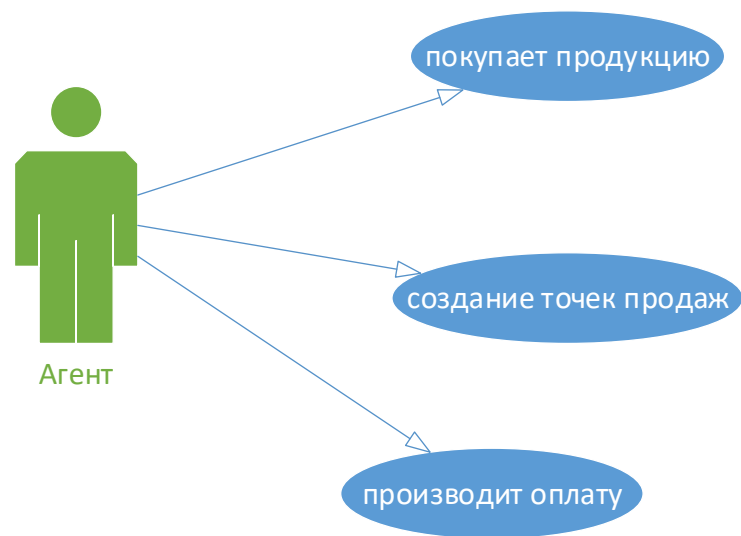 покупает продукцию
создание точек продаж
Агент
производит оплату